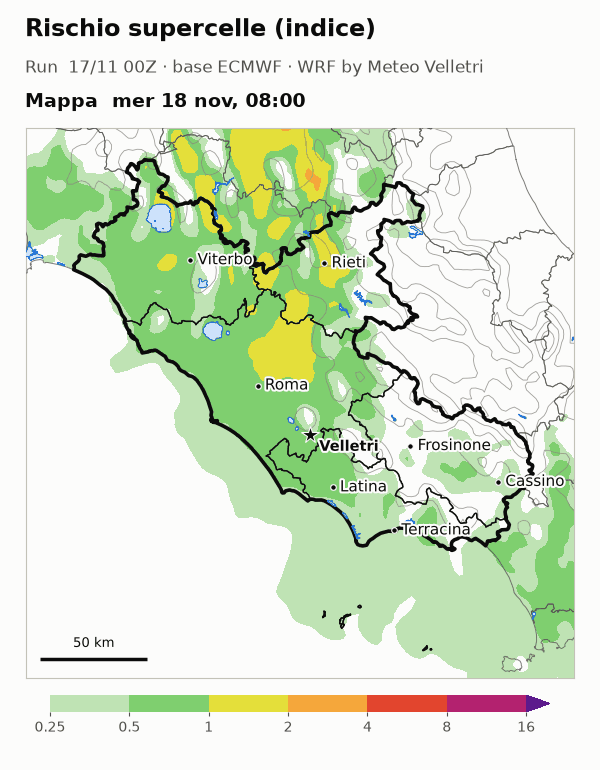 Rischio supercelle (indice)
Run  17/11 00Z · base ECMWF · WRF by Meteo Velletri
Mappa  mer 18 nov, 08:00
Viterbo
Rieti
Roma
Velletri
Frosinone
Cassino
Latina
Terracina
50 km
0.25 0.5 1 2 4 8 16